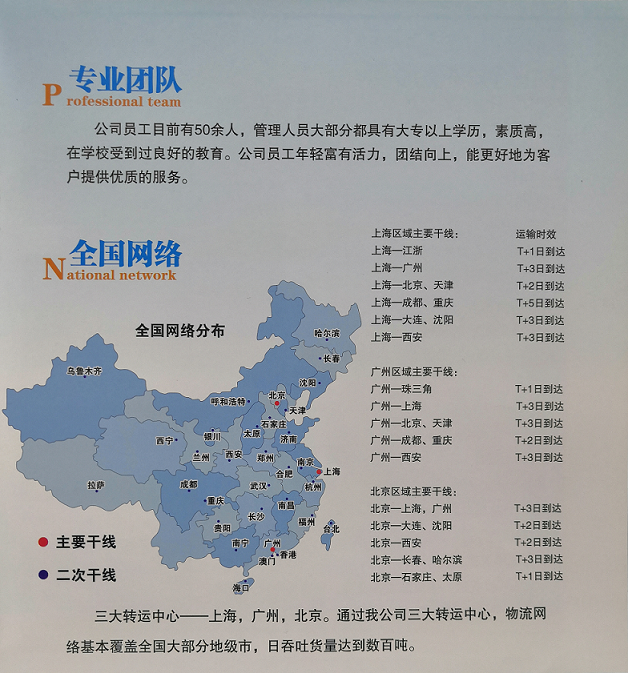 专业团队
Professional team
公司员工目前有50余人，管理人员大部分都具有大专以上学历，素质高，
在学校受到过良好的教育。公司员工年轻富有活力，团结向上，能更好地为客
户提供优质的服务。
全国网络
National network
上海区域主要干线： 运输时效
上海—江浙 T+1日到达
上海—广州 T+3日到达
上海—北京、天津 T+2日到达
上海—成都、重庆 T+5日到达
上海—大连、沈阳 T+3日到达
上海—西安 T+3日到达
广州区域主要干线：
广州—珠三角 T+1日到达
广州—上海 T+3日到达
广州—北京、天津 T+3日到达
广州—成都、重庆 T+2日到达
广州—西安 T+3日到达
北京区域主要干线：
北京—上海，广州 T+3日到达
北京—大连、沈阳 T+2日到达
北京—西安 T+2日到达
北京—长春、哈尔滨 T+3日到达
北京—石家庄、太原 T+1日到达
全国网络分布
哈尔滨
长春
乌鲁木齐
沈阳
呼和浩特
北京
天津
石家庄
太原
银川
济南
西宁
兰州
西安
郑州
南京
合肥
上海
拉萨
成都
武汉
杭州
重庆
南昌
长沙
贵阳
福州
台北
南宁
广州
香港
澳门
海口
主要干线
二次干线
三大转运中心——上海，广州，北京。通过我公司三大转运中心，物流网
络基本覆盖全国大部分地级市，日吞吐货量达到数百吨。